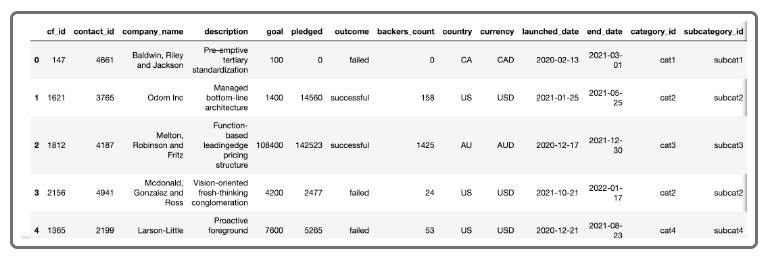 cf_id contact_id company_name description goal pledged outcome backers_count country currency launched_date end_date category_id subcategory_id
0 147 4661 Baldwin, Riley and Jackson Pre-emptive tertiary standardization 100 0 failed 0 CA CAD 2020-02-13 2021-03-01 cat1 subcat1
1 1621 3765 Odom Inc Managed bottom-line architecture 1400 14560 successful 158 US USD 2021-01-25 2021-05-25 cat2 subcat2
2 1812 4187 Melton, Robinson and Fritz Function-based leadingedge pricing structure 108400 142523 successful 1425 AU AUD 2020-12-17 2021-12-30 cat3 subcat3
3 2156 4941 Mcdonald, Gonzalez and Ross Vision-oriented fresh-thinking conglomeration 4200 2477 failed 24 US USD 2021-10-21 2022-01-17 cat2 subcat2
4 1365 2199 Larson-Little Proactive foreground 7600 5265 failed 53 US USD 2020-12-21 2021-08-23 cat4 subcat4